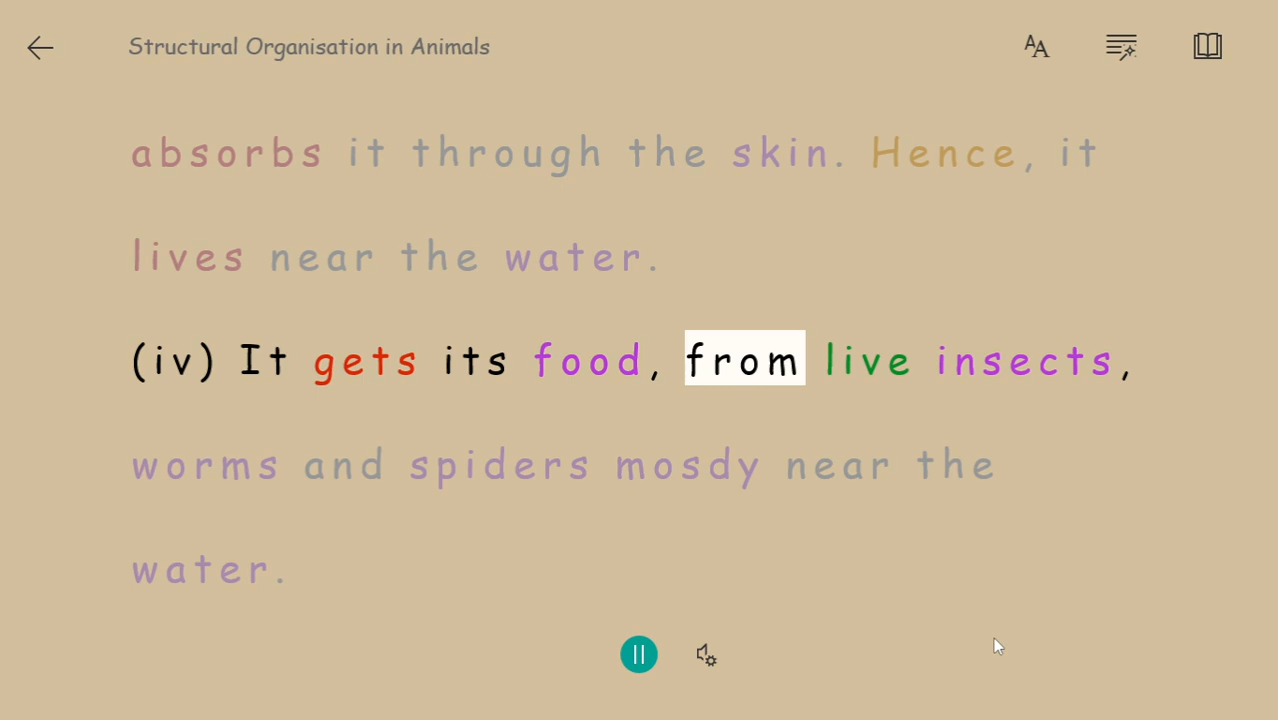 Structural Organisation in Animals
absorbs it through the skin. Hence, it
lives near the water.
(iv) It gets its food, from live insects,
worms and spiders mosdy near the
water.